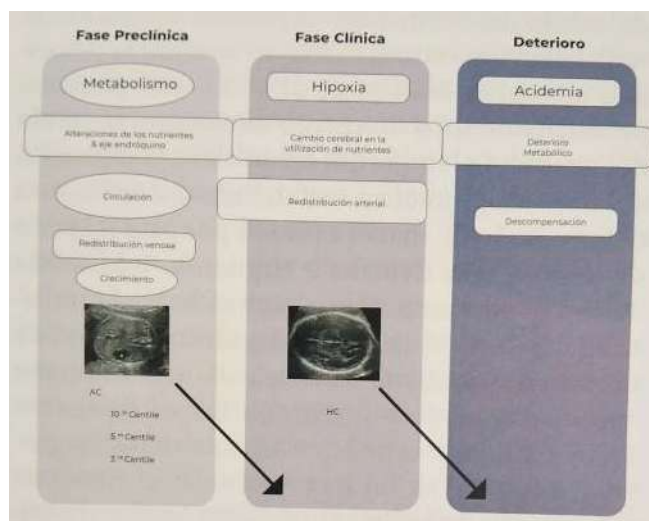 Fase Preclínica
Metabolismo
Alteraciones de los nutrientes
& eje endróquino
Circulación
Redistribución venosa
Crecimiento
AC
10 th Centile
5 th Centile
3 rd Centile
Fase Clínica
Hipoxia
Cambio cerebral en la
utilización de nutrientes
Redistribución arterial
HC
Deterioro
Acidemia
Deterioro
Metabólico
Descompensación